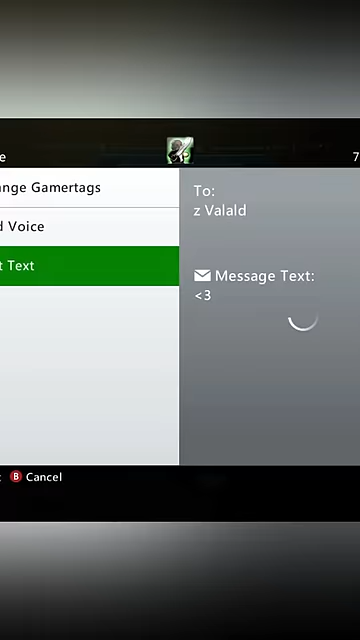 e
7
ange Gamertags
d Voice
t Text
To:
z Valald
Message Text:
<3
B Cancel